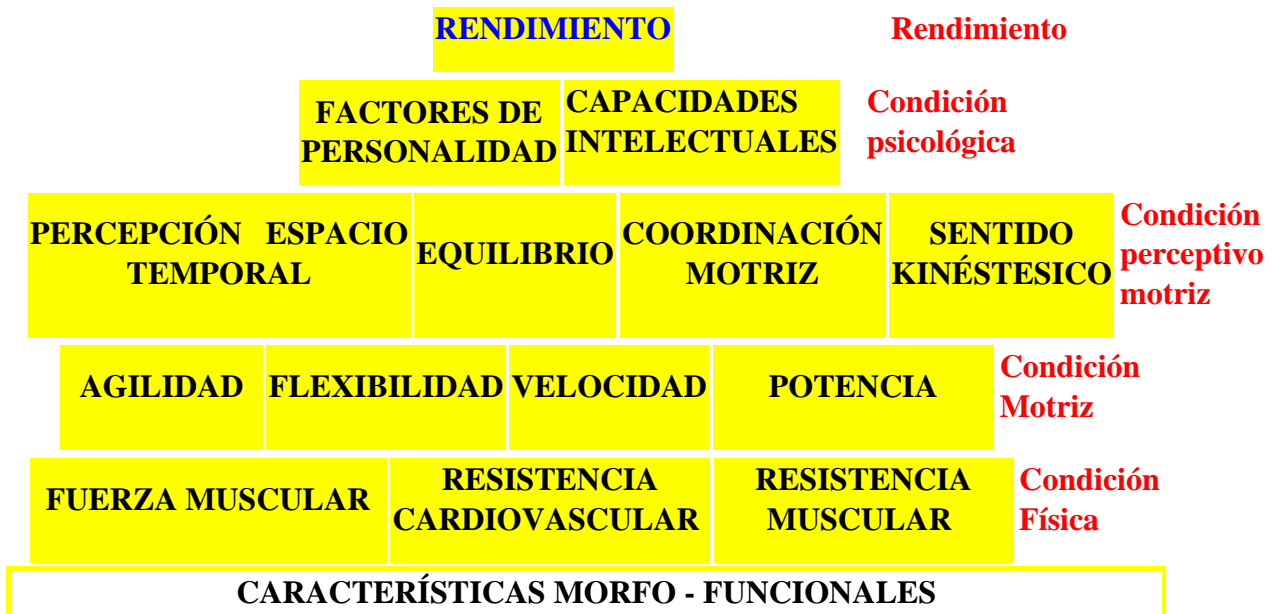 RENDIMIENTO
Rendimiento
FACTORES DE
PERSONALIDAD
CAPACIDADES
INTELECTUALES
Condición
psicológica
PERCEPCIÓN ESPACIO
TEMPORAL
EQUILIBRIO
COORDINACIÓN
MOTRIZ
SENTIDO
KINÉSTESICO
Condición
perceptivo
motriz
AGILIDAD
FLEXIBILIDAD
VELOCIDAD
POTENCIA
Condición
Motriz
FUERZA MUSCULAR
RESISTENCIA
CARDIOVASCULAR
RESISTENCIA
MUSCULAR
Condición
Física
CARACTERÍSTICAS MORFO - FUNCIONALES